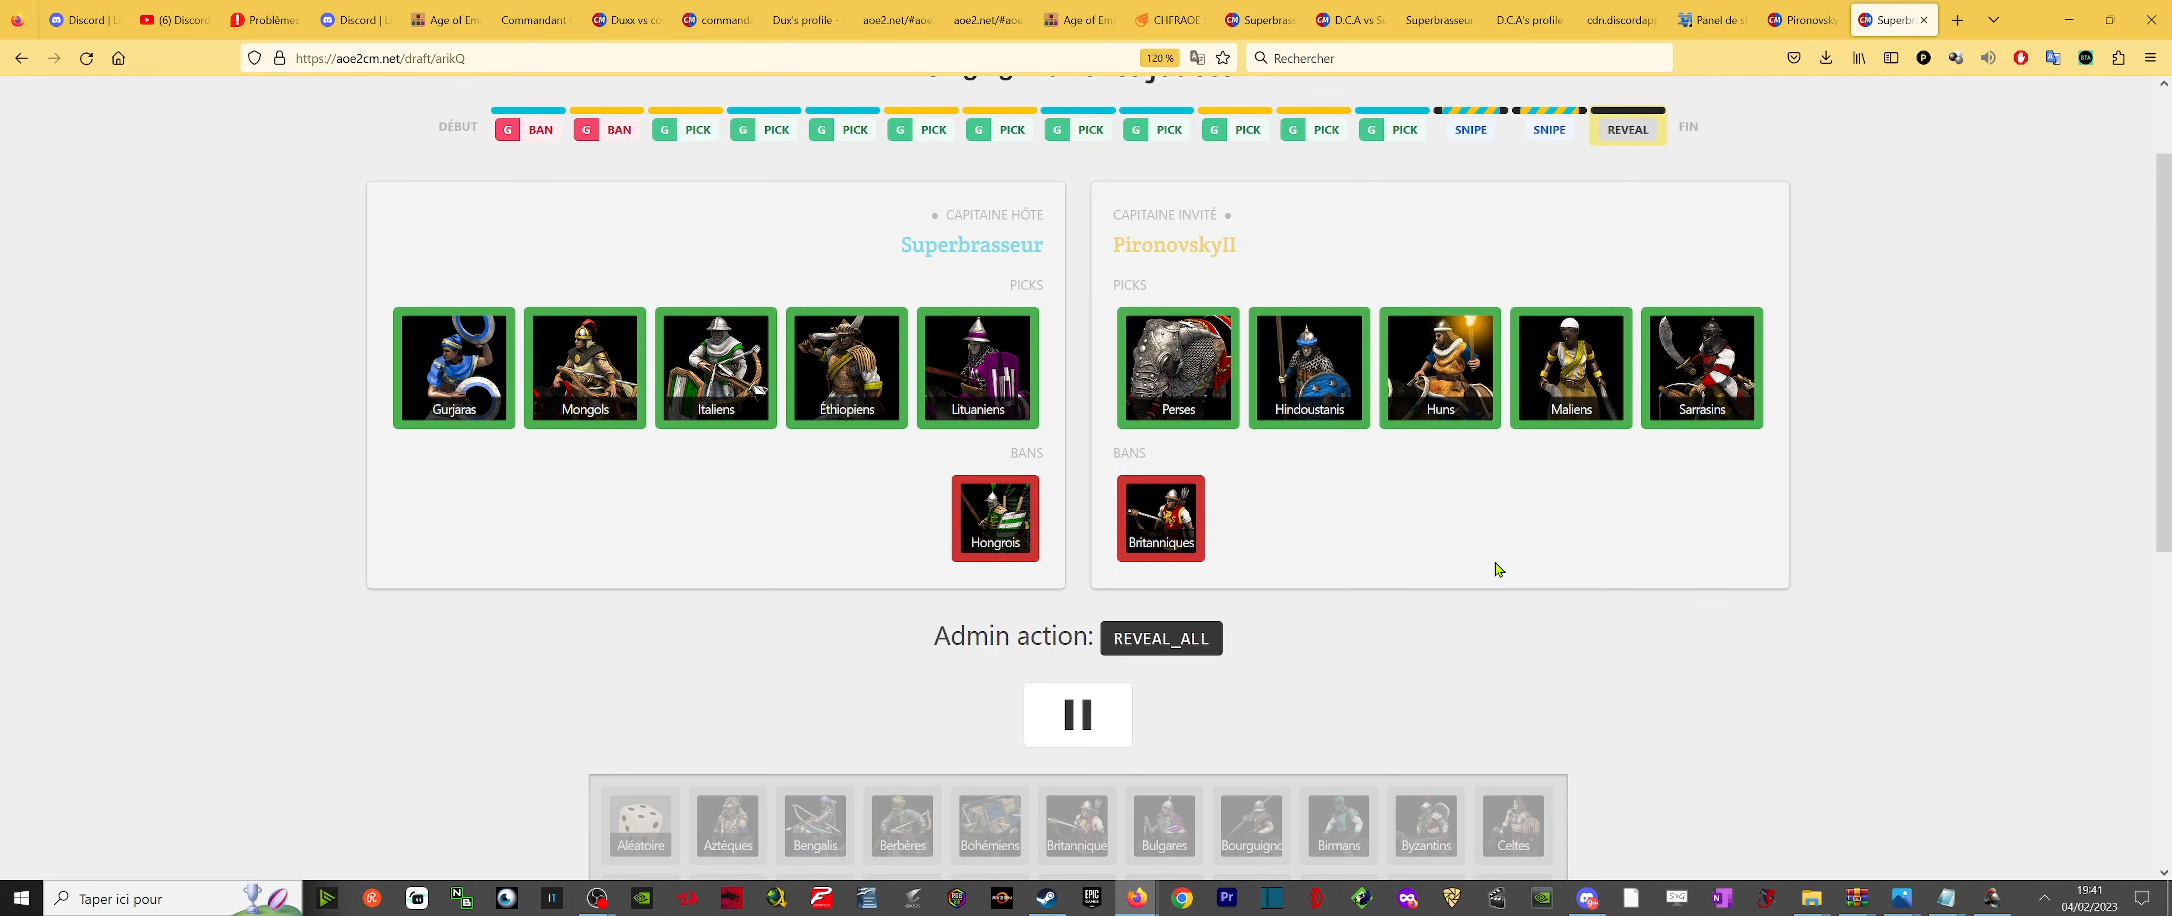 Discord | Li
(6) Discord
Problèmes
Discord | Li
Age of Em
Commandant
Duxx vs co
commanda
Dux's profile -
aoe2.net/#aoe
aoe2.net/#aoe
Age of Em
CHFRAOE
Superbrass
D.C.A vs Su
Superbrasseur
D.C.A's profile
cdn.discordapp
Panel de st
Pironovsky
Superbr
https://aoe2cm.net/draft/arikQ
120 %
Rechercher
DÉBUT
G BAN
G BAN
G PICK
G PICK
G PICK
G PICK
G PICK
G PICK
G PICK
G PICK
G PICK
G PICK
SNIPE
SNIPE
REVEAL
FIN
CAPITAINE HÔTE
Superbrasseur
PICKS
Gurjaras
Mongols
Italiens
Éthiopiens
Lituaniens
BANS
Hongrois
CAPITAINE INVITÉ
PironovskyII
PICKS
Perses
Hindoustanis
Huns
Maliens
Sarrasins
BANS
Britanniques
Admin action: REVEAL_ALL
Aléatoire
Aztèques
Bengalis
Berbères
Bohémiens
Britannique
Bulgares
Bourguigno
Birmans
Byzantins
Celtes
Taper ici pour
19:41
04/02/2023